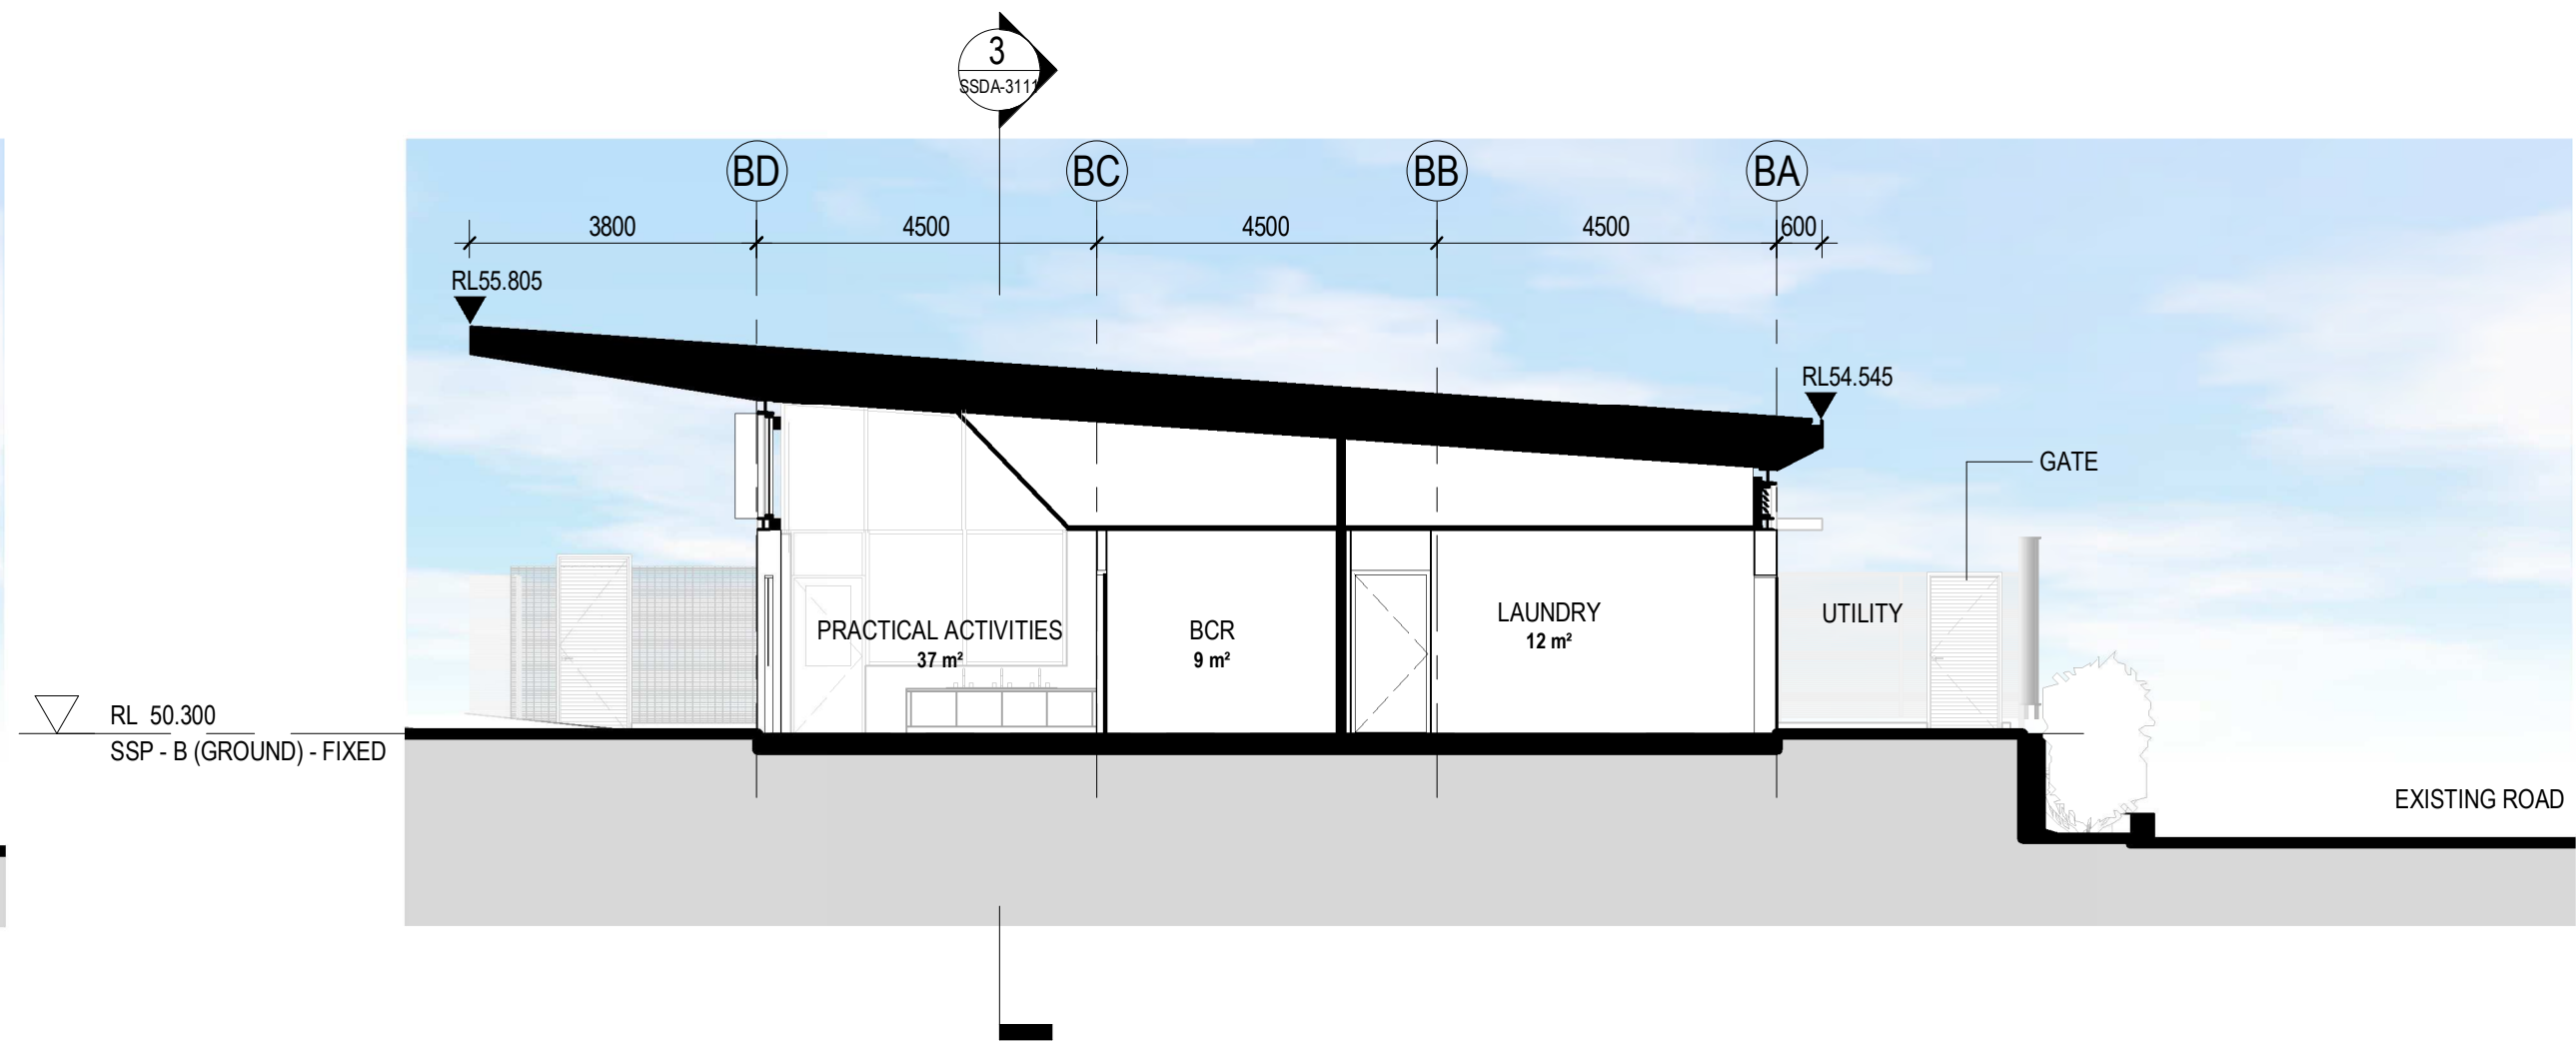 3
SSDA-3111
BD
BC
BB
BA
3800
4500
4500
4500
600
RL55.805
RL54.545
GATE
PRACTICAL ACTIVITIES
37 m²
BCR
9 m²
LAUNDRY
12 m²
UTILITY
RL 50.300
SSP - B (GROUND) - FIXED
EXISTING ROAD